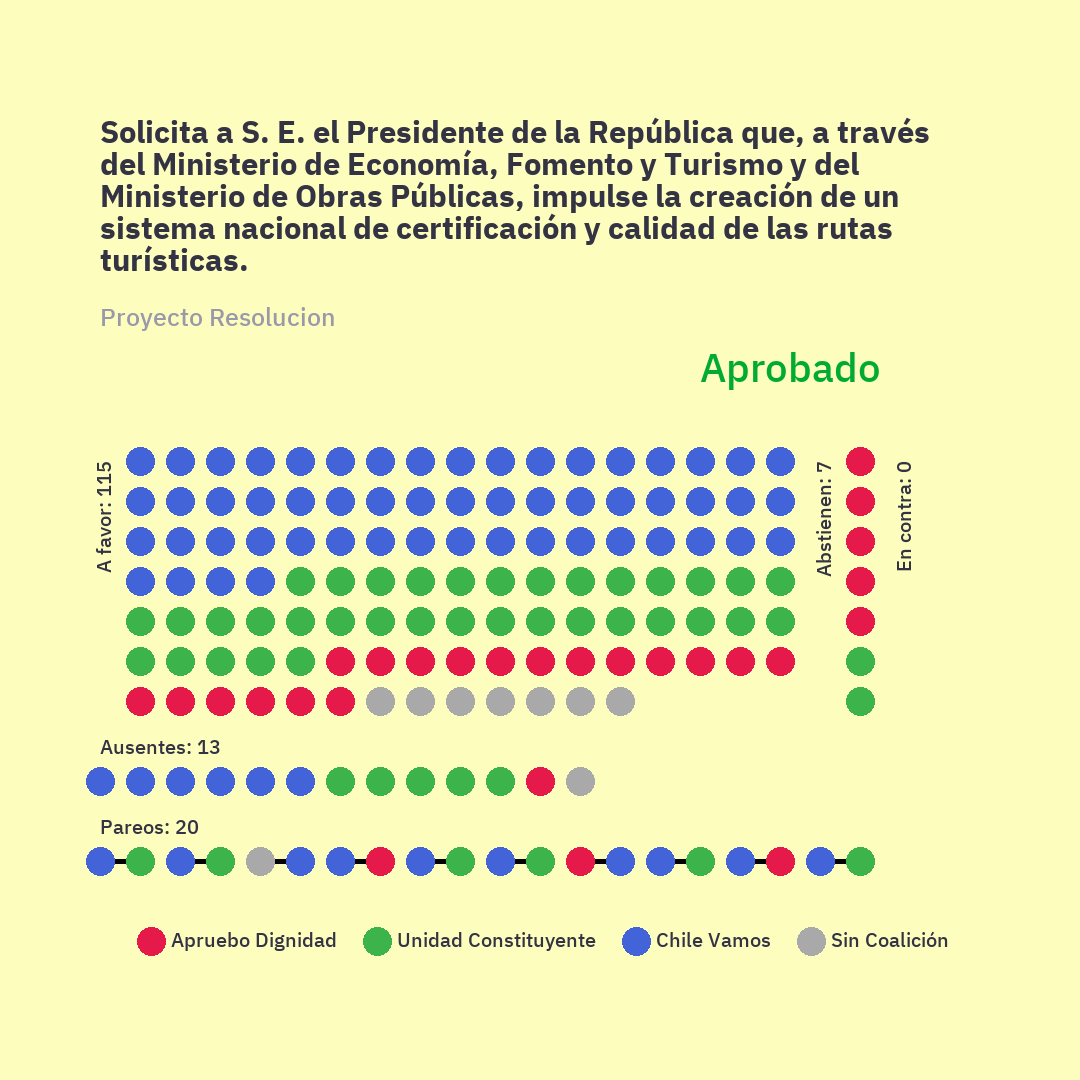 Solicita a S. E. el Presidente de la República que, a través
del Ministerio de Economía, Fomento y Turismo y del
Ministerio de Obras Públicas, impulse la creación de un
sistema nacional de certificación y calidad de las rutas
turísticas.
Proyecto Resolucion
Aprobado
A favor: 115
Abstienen: 7
En contra: 0
Ausentes: 13
Pareos: 20
Apruebo Dignidad
Unidad Constituyente
Chile Vamos
Sin Coalición